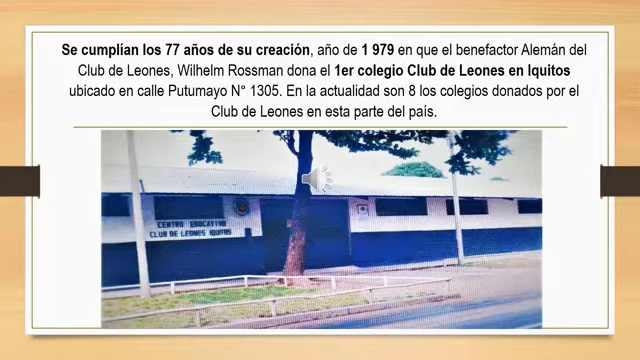 Se cumplían los 77 años de su creación, año de 1 979 en que el benefactor Alemán del
Club de Leones, Wilhelm Rossman dona el 1er colegio Club de Leones en Iquitos
ubicado en calle Putumayo N° 1305. En la actualidad son 8 los colegios donados por el
Club de Leones en esta parte del país.
CENTRO EDUCATIVO
CLUB DE LEONES IQUITOS